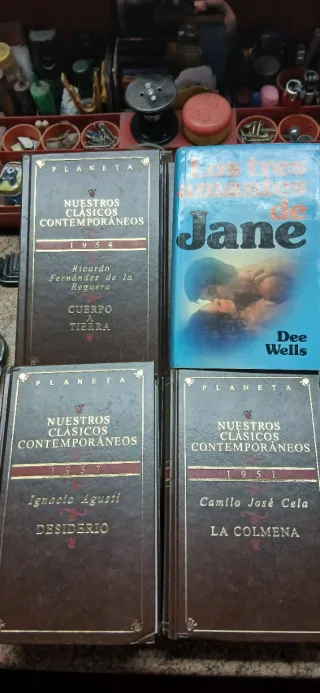 PLANETA
NUESTROS
CLÁSICOS
CONTEMPORÁNEOS
1954
Ricardo
Fernández de la
Reguera
CUERPO
A
TIERRA
Los tres
amantes
de
Jane
Dee
Wells
PLANETA
NUESTROS
CLÁSICOS
CONTEMPORÁNEOS
1957
Ignacio Agustí
DESIDERIO
PLANETA
NUESTROS
CLÁSICOS
CONTEMPORÁNEOS
1951
Camilo José Cela
LA COLMENA